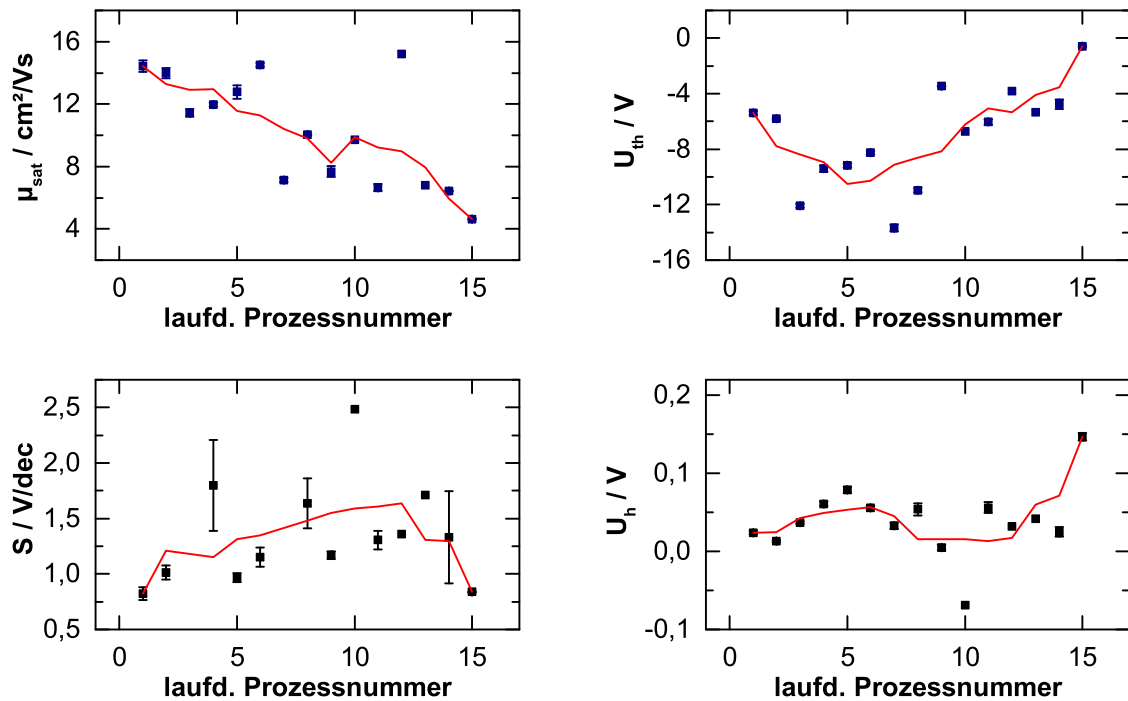 16
12
8
4
µsat / cm²/Vs
0 5 10 15
laufd. Prozessnummer
0
-4
-8
-12
-16
Uth / V
0 5 10 15
laufd. Prozessnummer
2,5
2,0
1,5
1,0
0,5
S / V/dec
0 5 10 15
laufd. Prozessnummer
0,2
0,1
0,0
-0,1
Uh / V
0 5 10 15
laufd. Prozessnummer